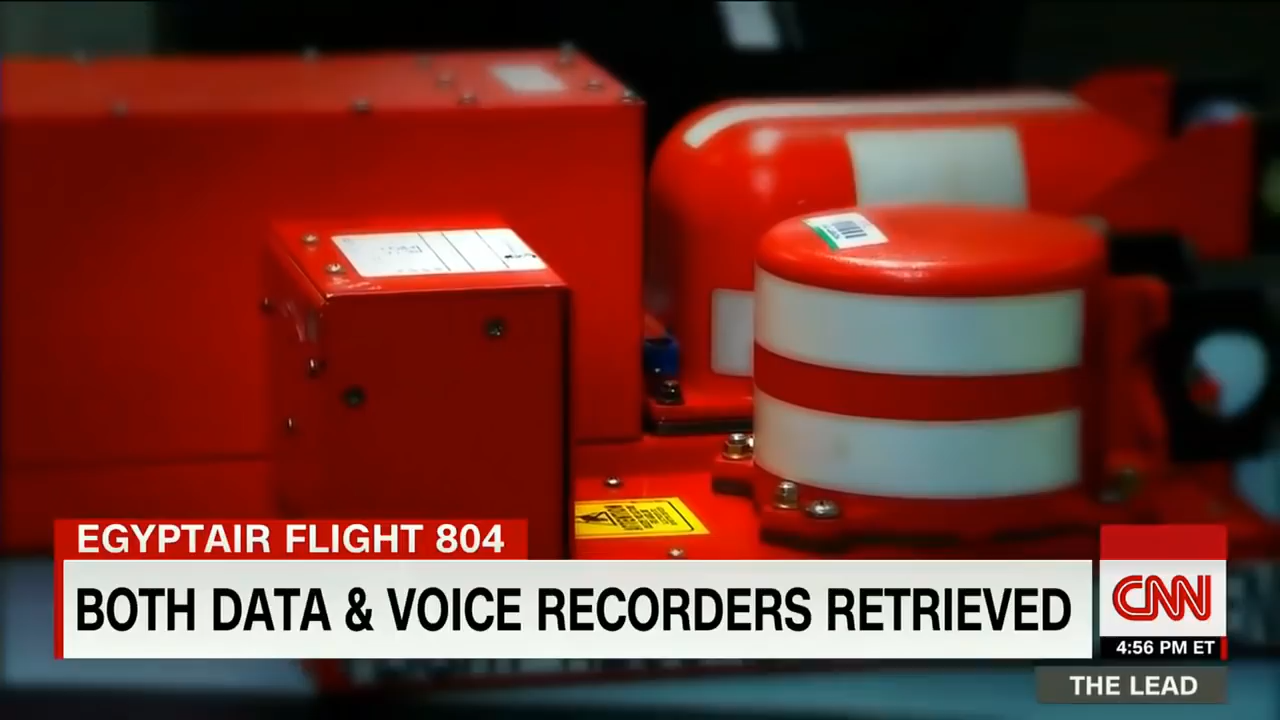 EGYPTAIR FLIGHT 804
BOTH DATA & VOICE RECORDERS RETRIEVED
CNN
4:56 PM ET
THE LEAD